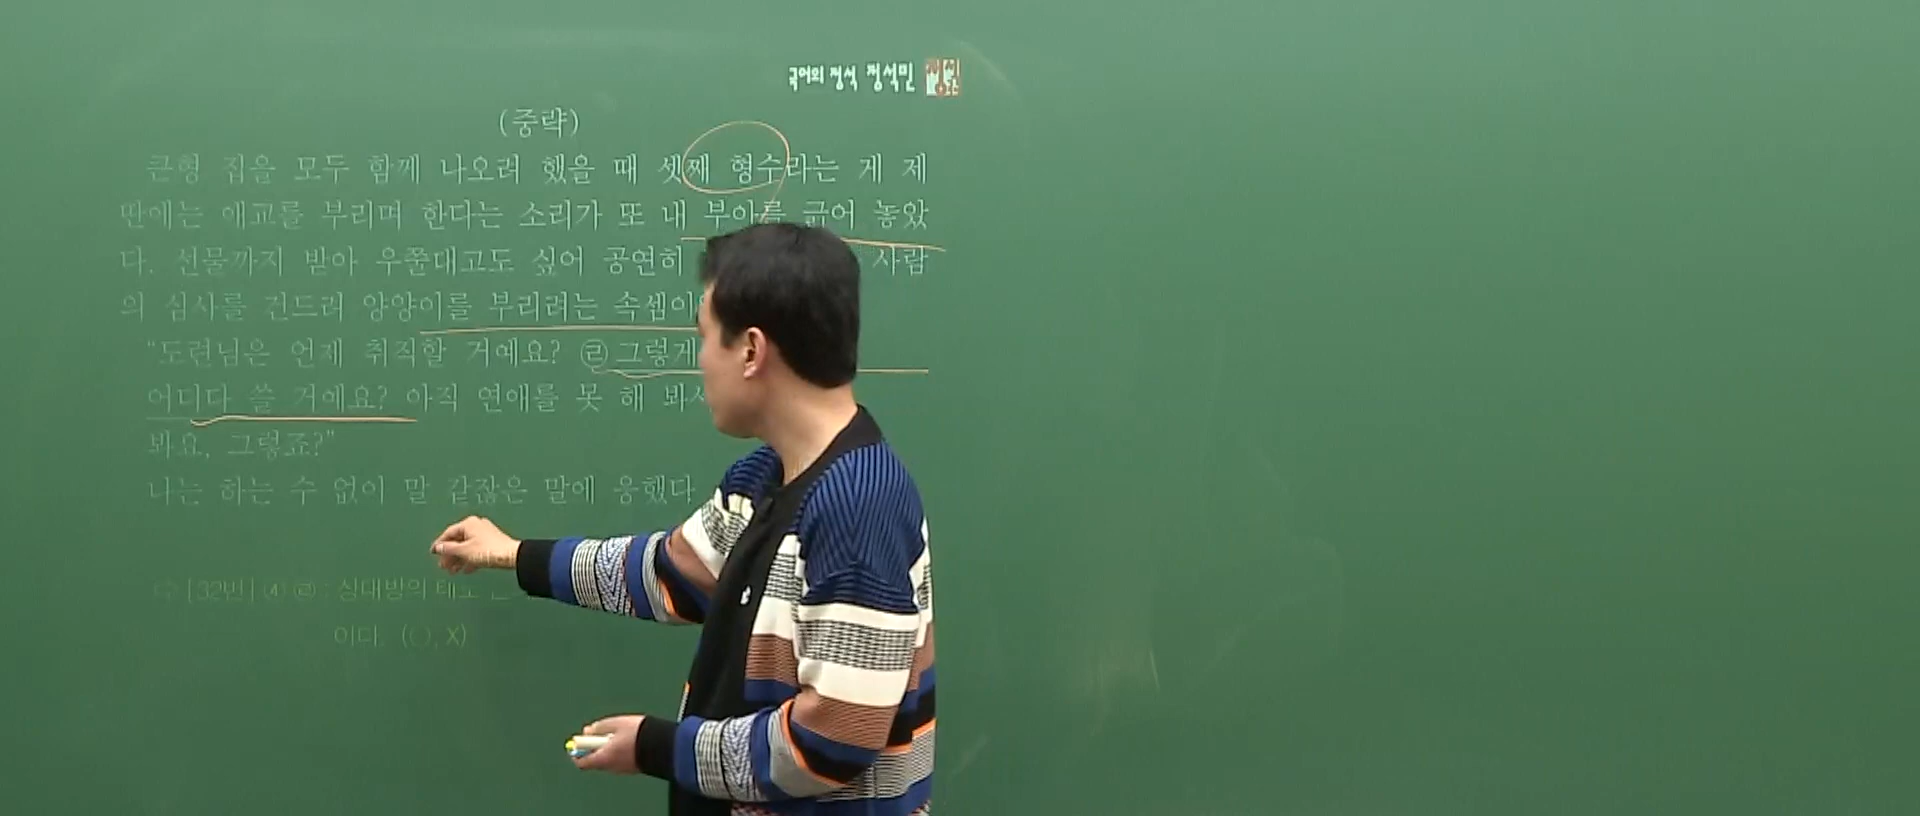 국어의 정석 정석민
(중략)
큰형 집을 모두 함께 나오려 했을 때 셋째 형수라는 게 제
딴에는 애교를 부리며 한다는 소리가 또 내 부아를 긁어 놓았
다. 선물까지 받아 우쭐대고도 싶어 공연히 사람
의 심사를 건드려 양양이를 부리려는 속셈이
"도련님은 언제 취직할 거예요? ㉣ 그렇게
어디다 쓸 거예요? 아직 연애를 못 해
봐요, 그렇죠?"
나는 하는 수 없이 말 같잖은 말에 응했다
[32번] ④ ㉣ : 상대방의 태도
이다. (○, X)